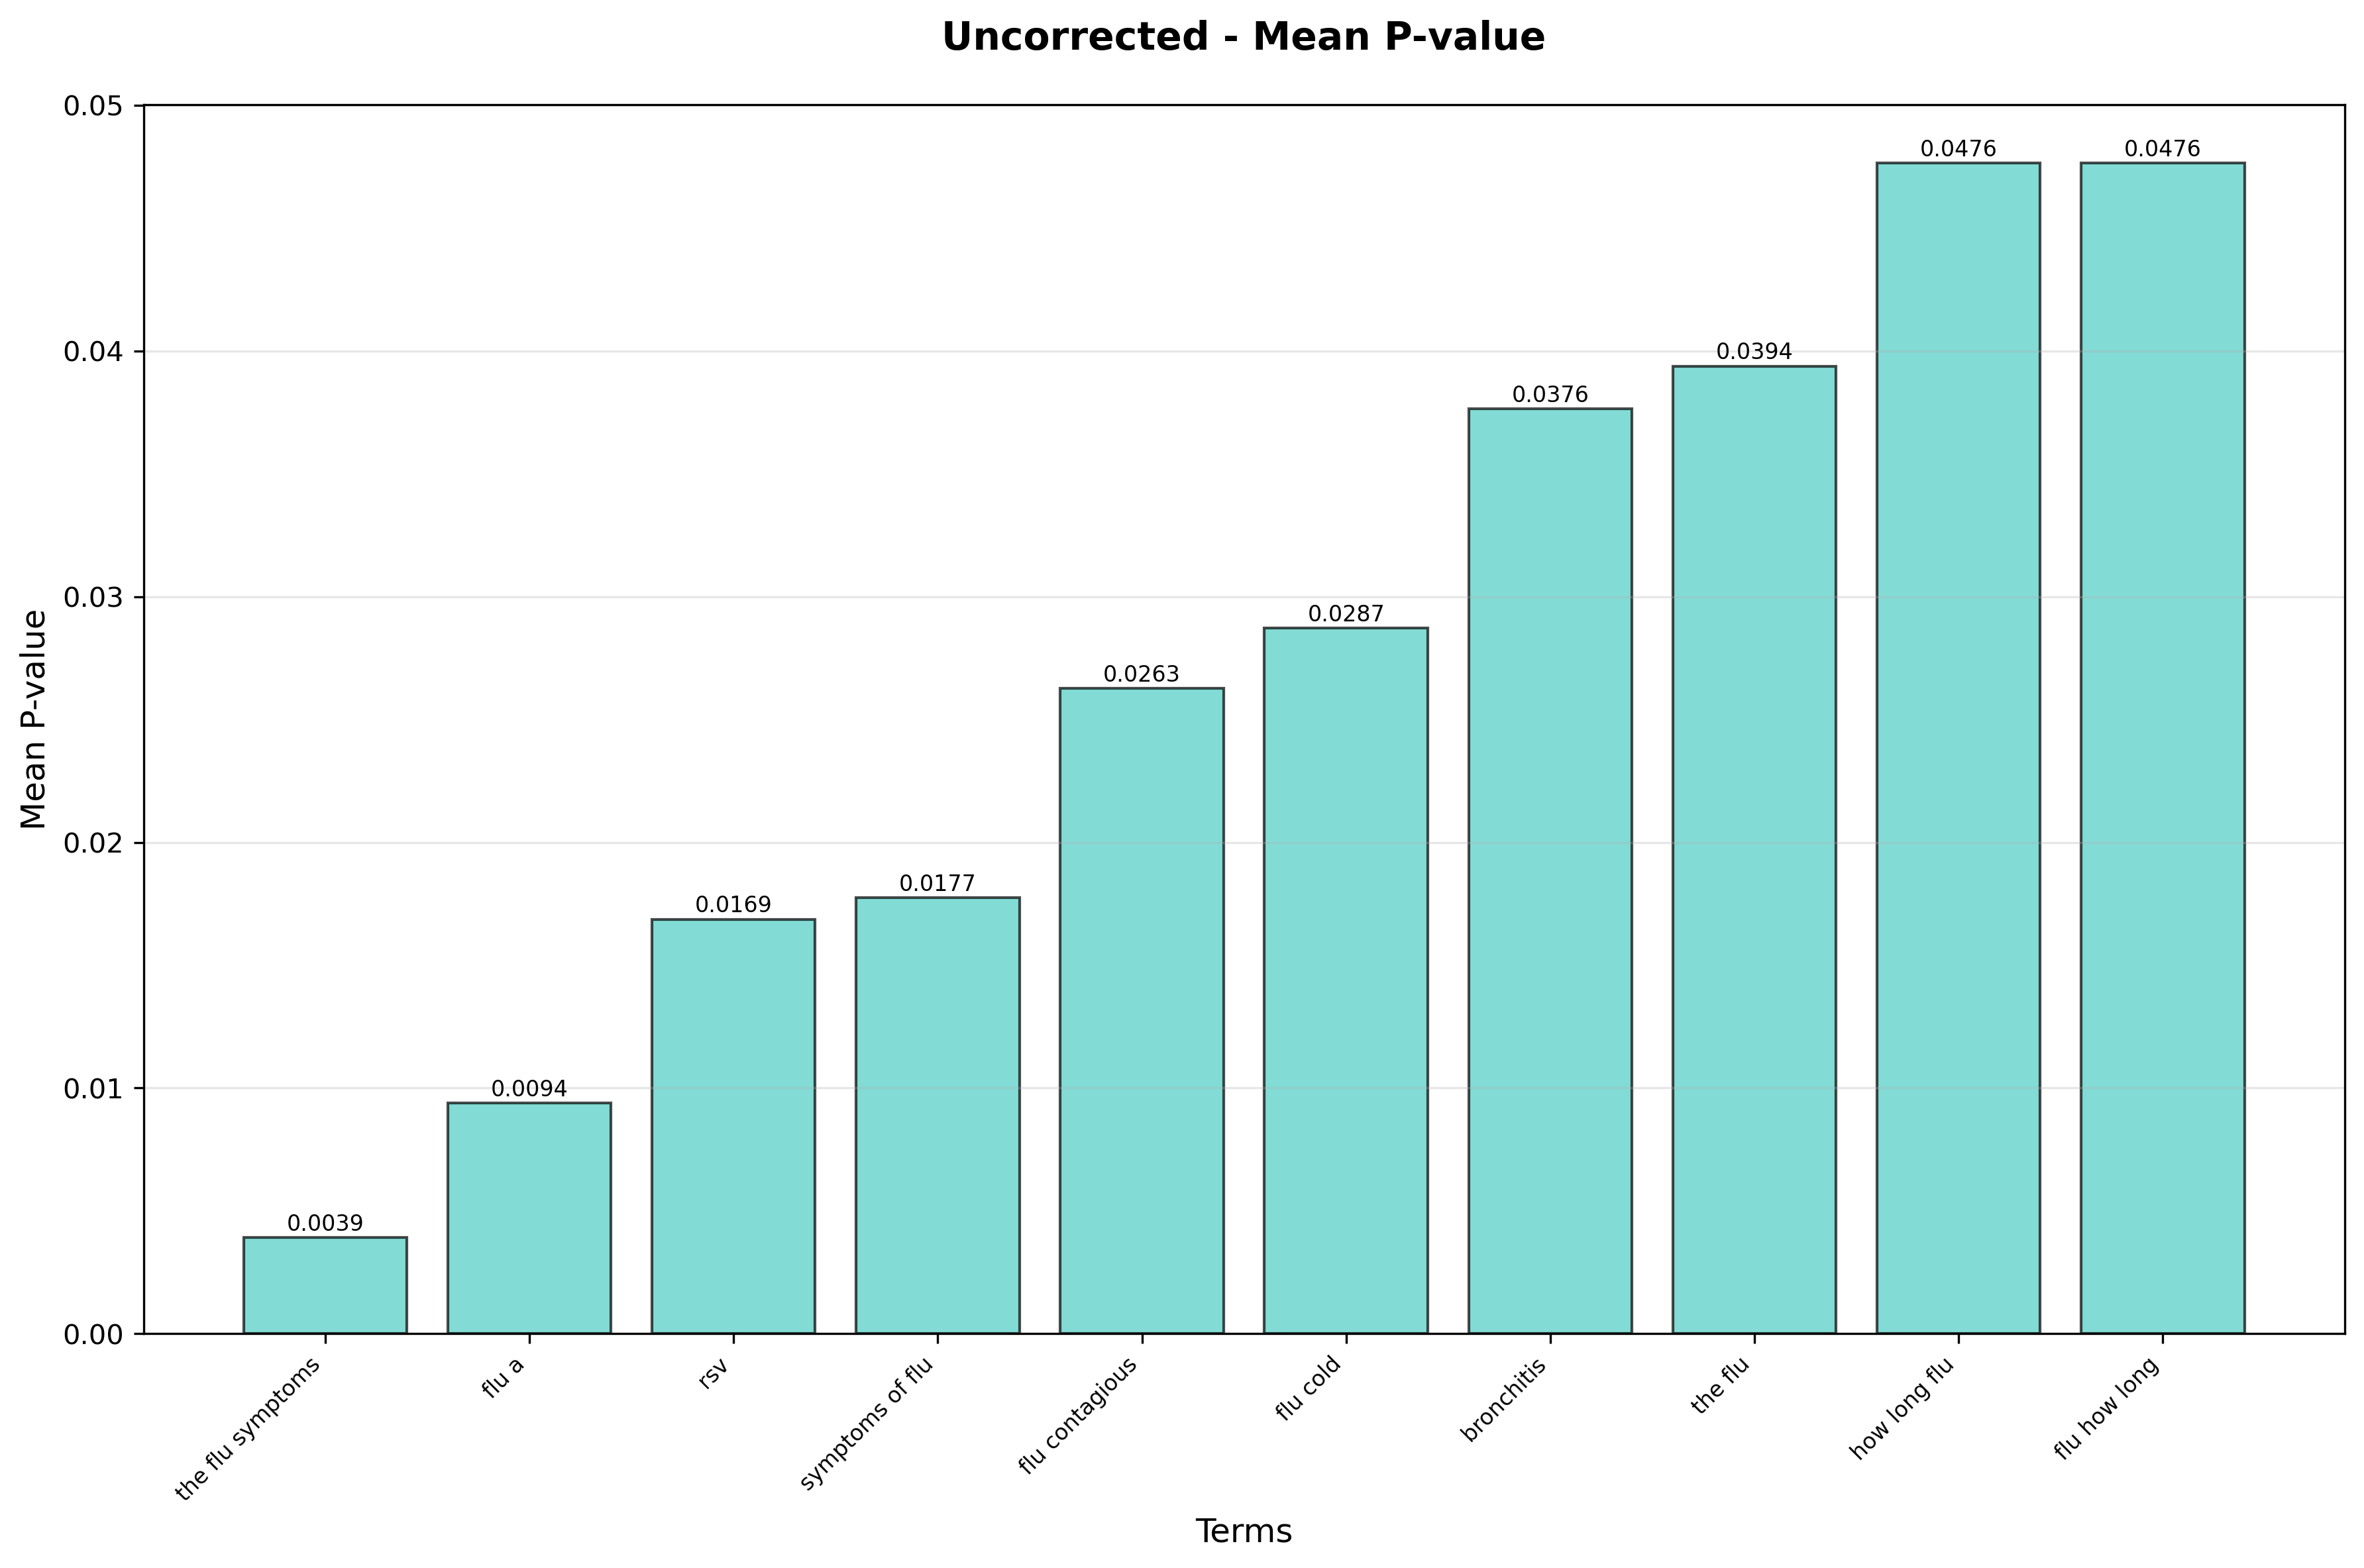 Uncorrected - Mean P-value
Mean P-value
0.05
0.04
0.03
0.02
0.01
0.00
0.0039
0.0094
0.0169
0.0177
0.0263
0.0287
0.0376
0.0394
0.0476
0.0476
the flu symptoms
flu a
rsv
symptoms of flu
flu contagious
flu cold
bronchitis
the flu
how long flu
flu how long
Terms